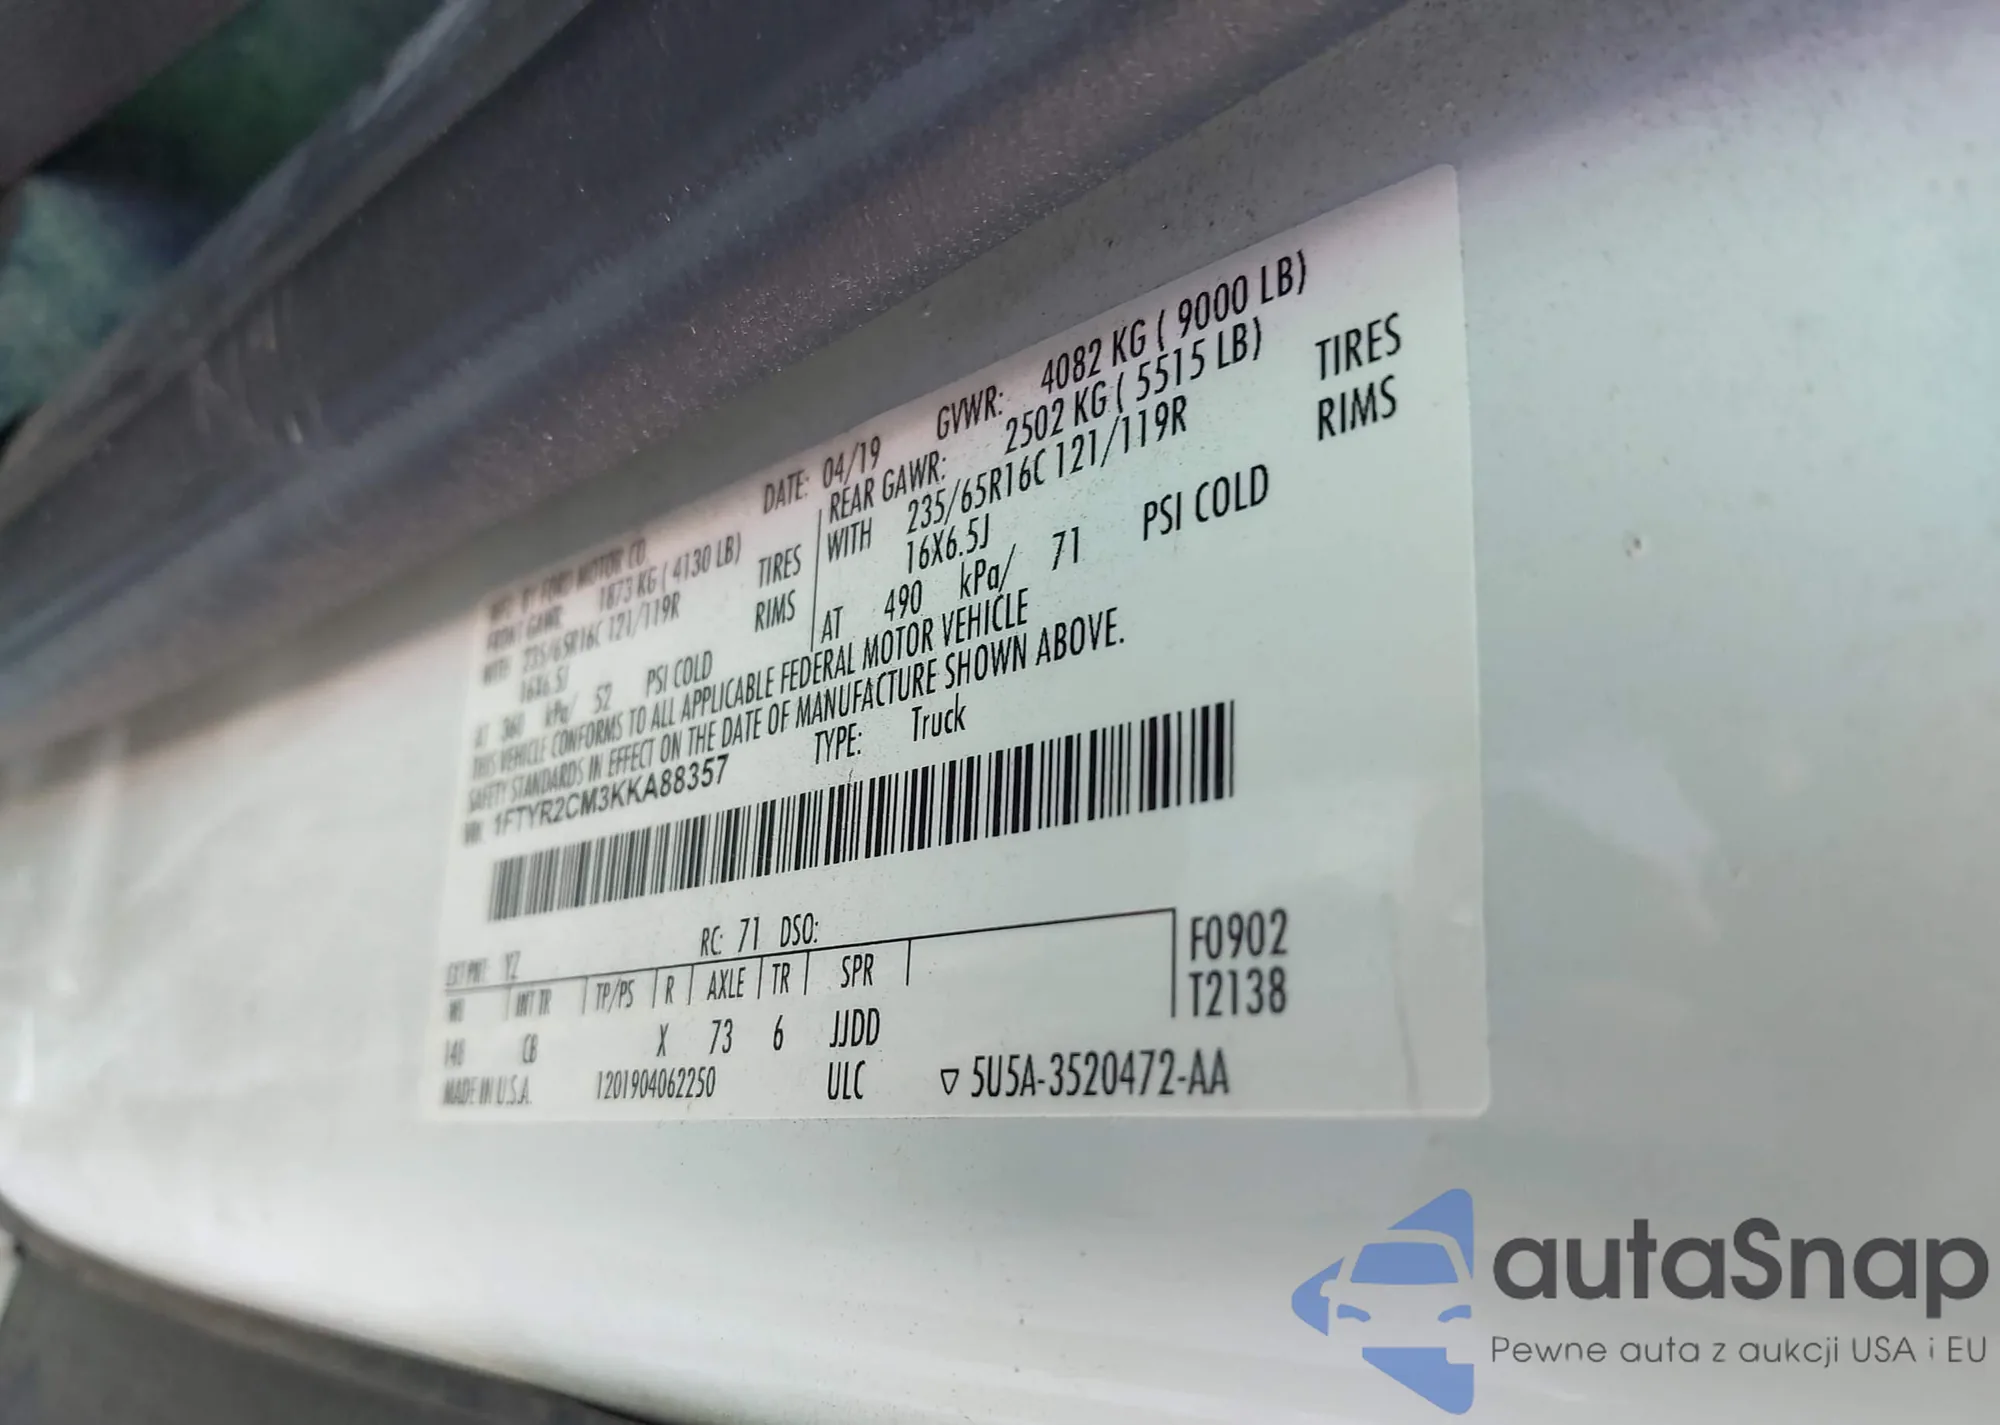 MFD. BY FORD MOTOR CO. DATE: 04/19 GVWR: 4082 KG ( 9000 LB)
FRONT GAWR: 1873 KG ( 4130 LB) REAR GAWR: 2502 KG ( 5515 LB)
WITH 235/65R16C 121/119R TIRES WITH 235/65R16C 121/119R TIRES
16X6.5J RIMS 16X6.5J RIMS
AT 360 kPa/ 52 PSI COLD AT 490 kPa/ 71 PSI COLD
THIS VEHICLE CONFORMS TO ALL APPLICABLE FEDERAL MOTOR VEHICLE
SAFETY STANDARDS IN EFFECT ON THE DATE OF MANUFACTURE SHOWN ABOVE.
VIN: 1FTYR2CM3KKA88357 TYPE: Truck
EXT PNT: YZ RC: 71 DSO:
WB INT TR TP/PS R AXLE TR SPR F0902
148 CB X 73 6 JJDD T2138
MADE IN U.S.A. 1201904062250 ULC 5U5A-3520472-AA
autaSnap
Pewne auta z aukcji USA i EU